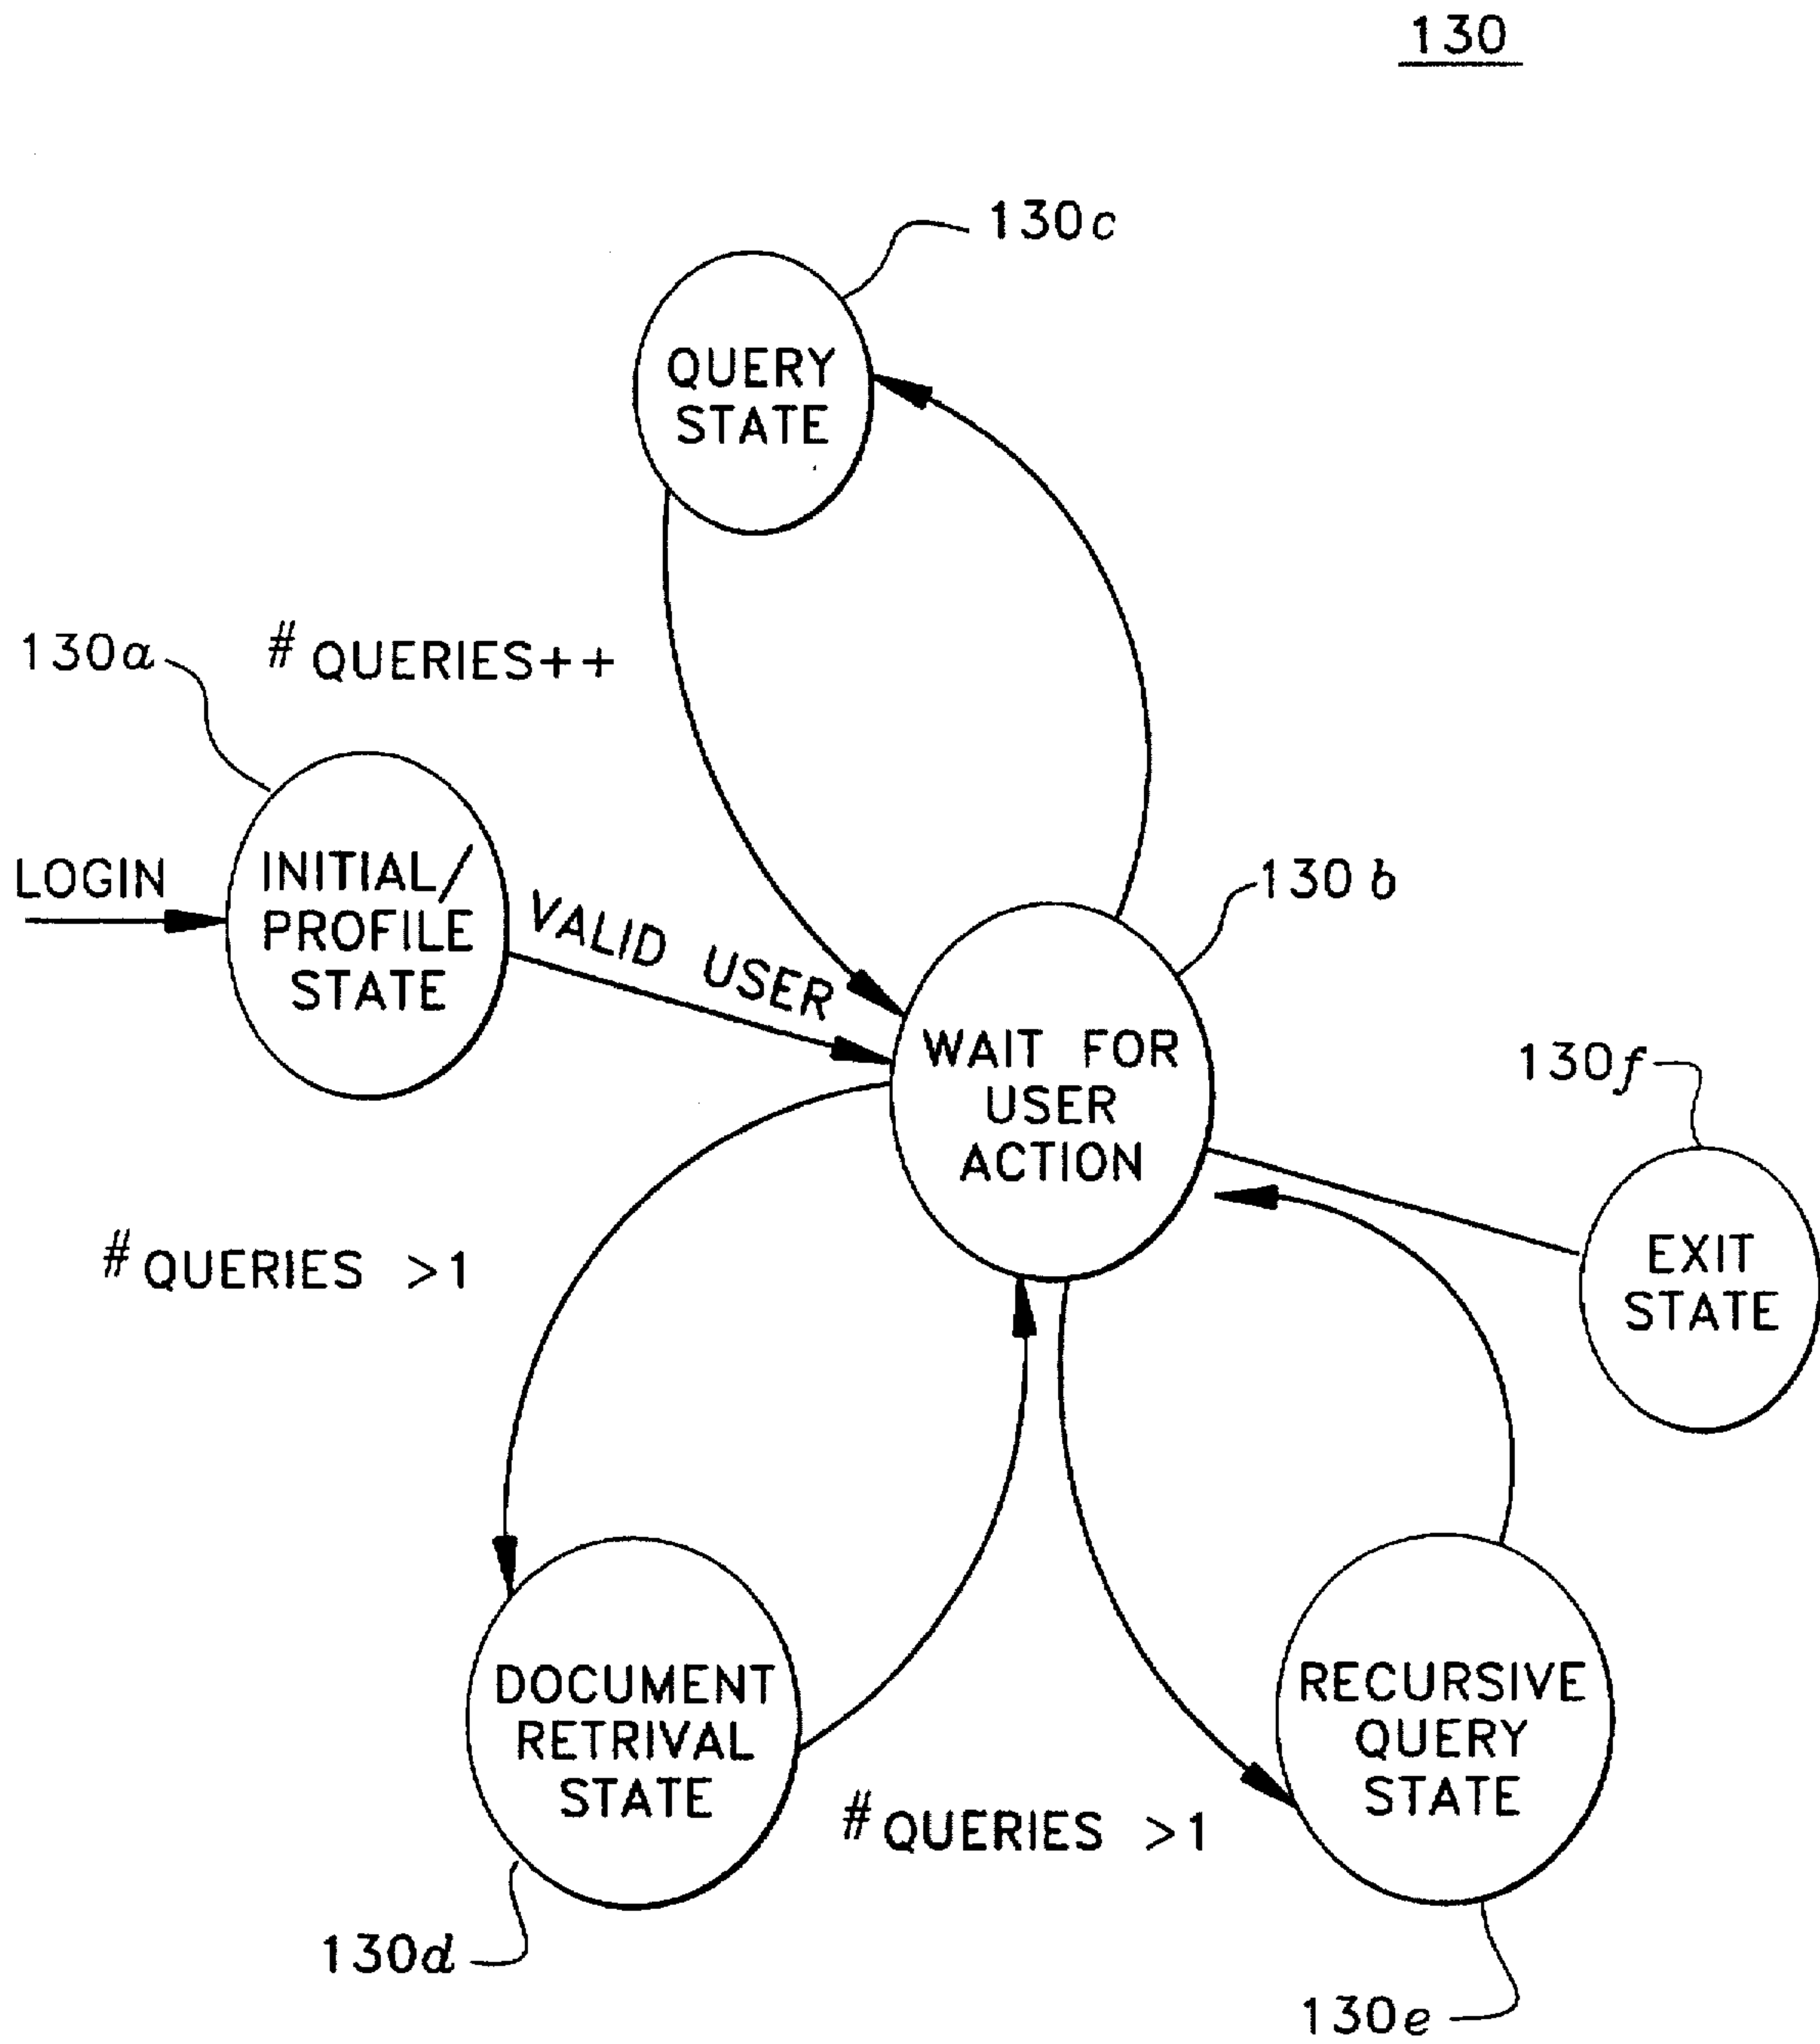 130
130c
QUERY
STATE
130a
# QUERIES++
LOGIN
INITIAL/
PROFILE
STATE
VALID USER
130b
WAIT FOR
USER
ACTION
130f
EXIT
STATE
# QUERIES >1
DOCUMENT
RETRIVAL
STATE
RECURSIVE
QUERY
STATE
# QUERIES >1
130d
130e